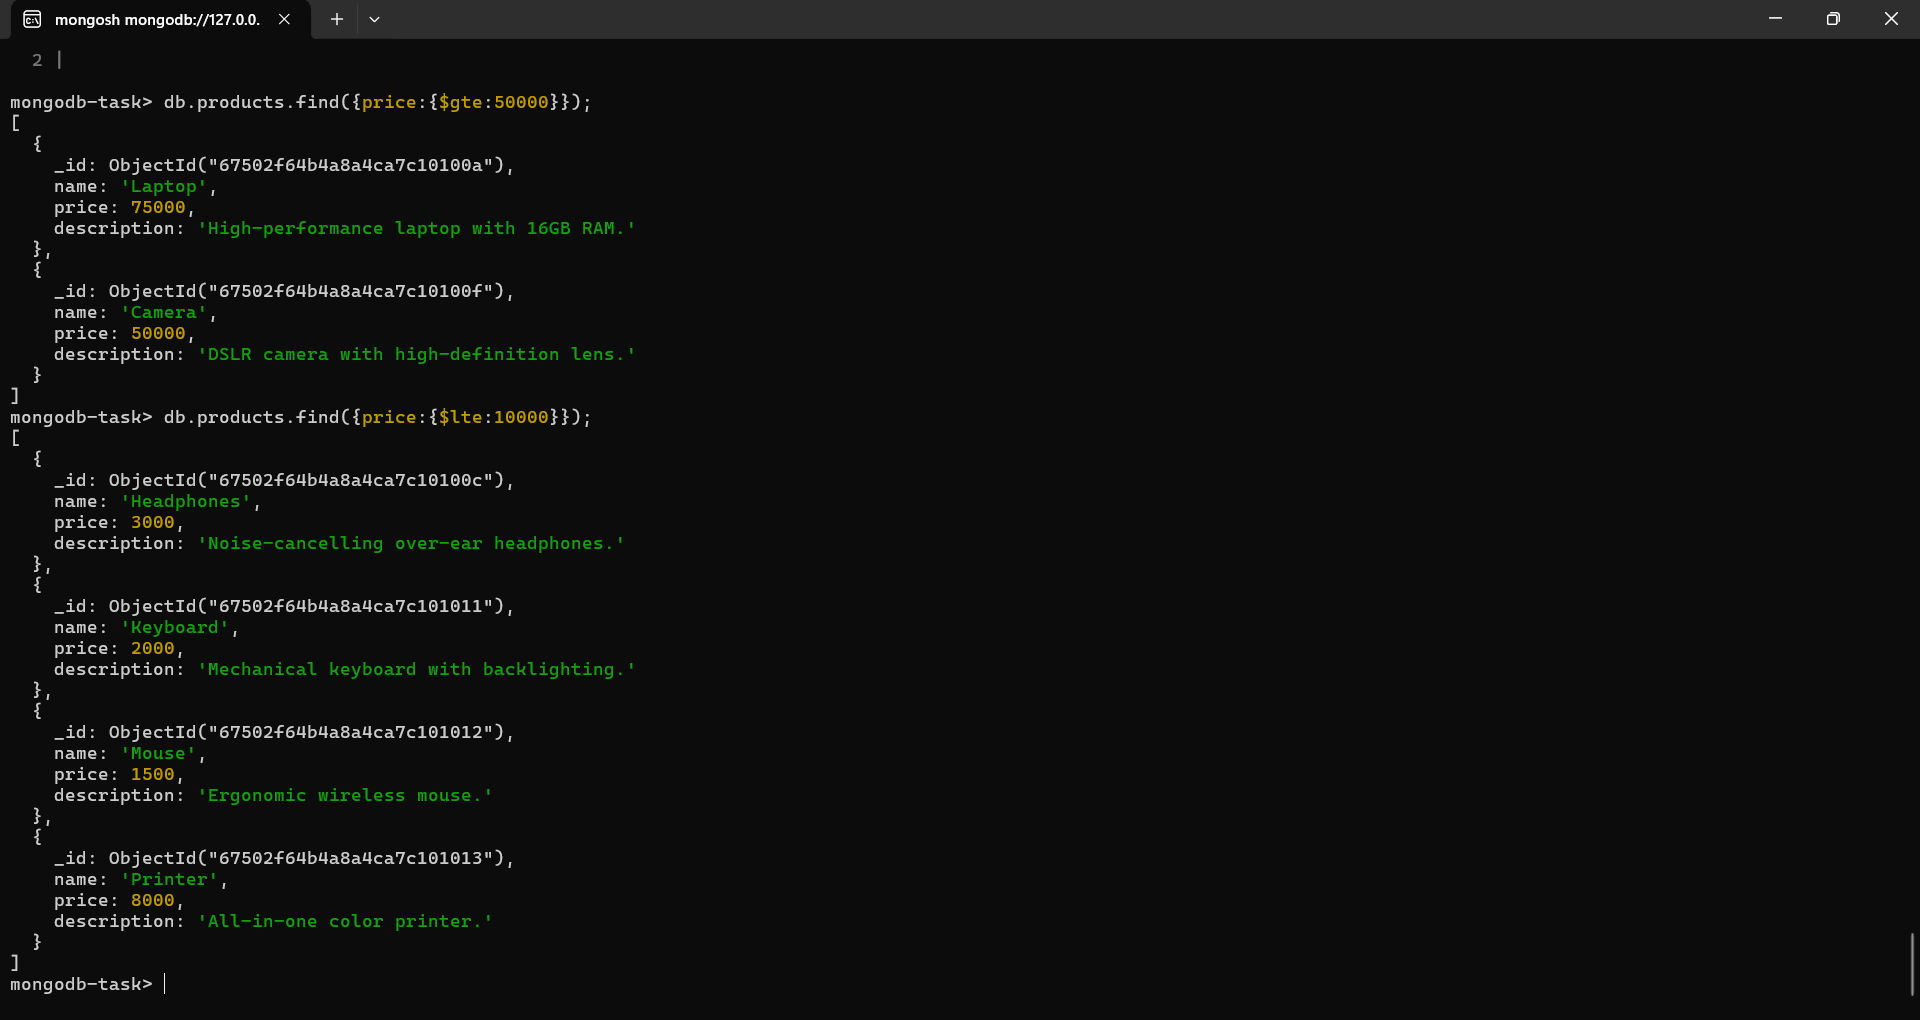 mongosh mongodb://127.0.0.
2 |
mongodb-task> db.products.find({price:{$gte:50000}});
[
  {
    _id: ObjectId("67502f64b4a8a4ca7c10100a"),
    name: 'Laptop',
    price: 75000,
    description: 'High-performance laptop with 16GB RAM.'
  },
  {
    _id: ObjectId("67502f64b4a8a4ca7c10100f"),
    name: 'Camera',
    price: 50000,
    description: 'DSLR camera with high-definition lens.'
  }
]
mongodb-task> db.products.find({price:{$lte:10000}});
[
  {
    _id: ObjectId("67502f64b4a8a4ca7c10100c"),
    name: 'Headphones',
    price: 3000,
    description: 'Noise-cancelling over-ear headphones.'
  },
  {
    _id: ObjectId("67502f64b4a8a4ca7c101011"),
    name: 'Keyboard',
    price: 2000,
    description: 'Mechanical keyboard with backlighting.'
  },
  {
    _id: ObjectId("67502f64b4a8a4ca7c101012"),
    name: 'Mouse',
    price: 1500,
    description: 'Ergonomic wireless mouse.'
  },
  {
    _id: ObjectId("67502f64b4a8a4ca7c101013"),
    name: 'Printer',
    price: 8000,
    description: 'All-in-one color printer.'
  }
]
mongodb-task>